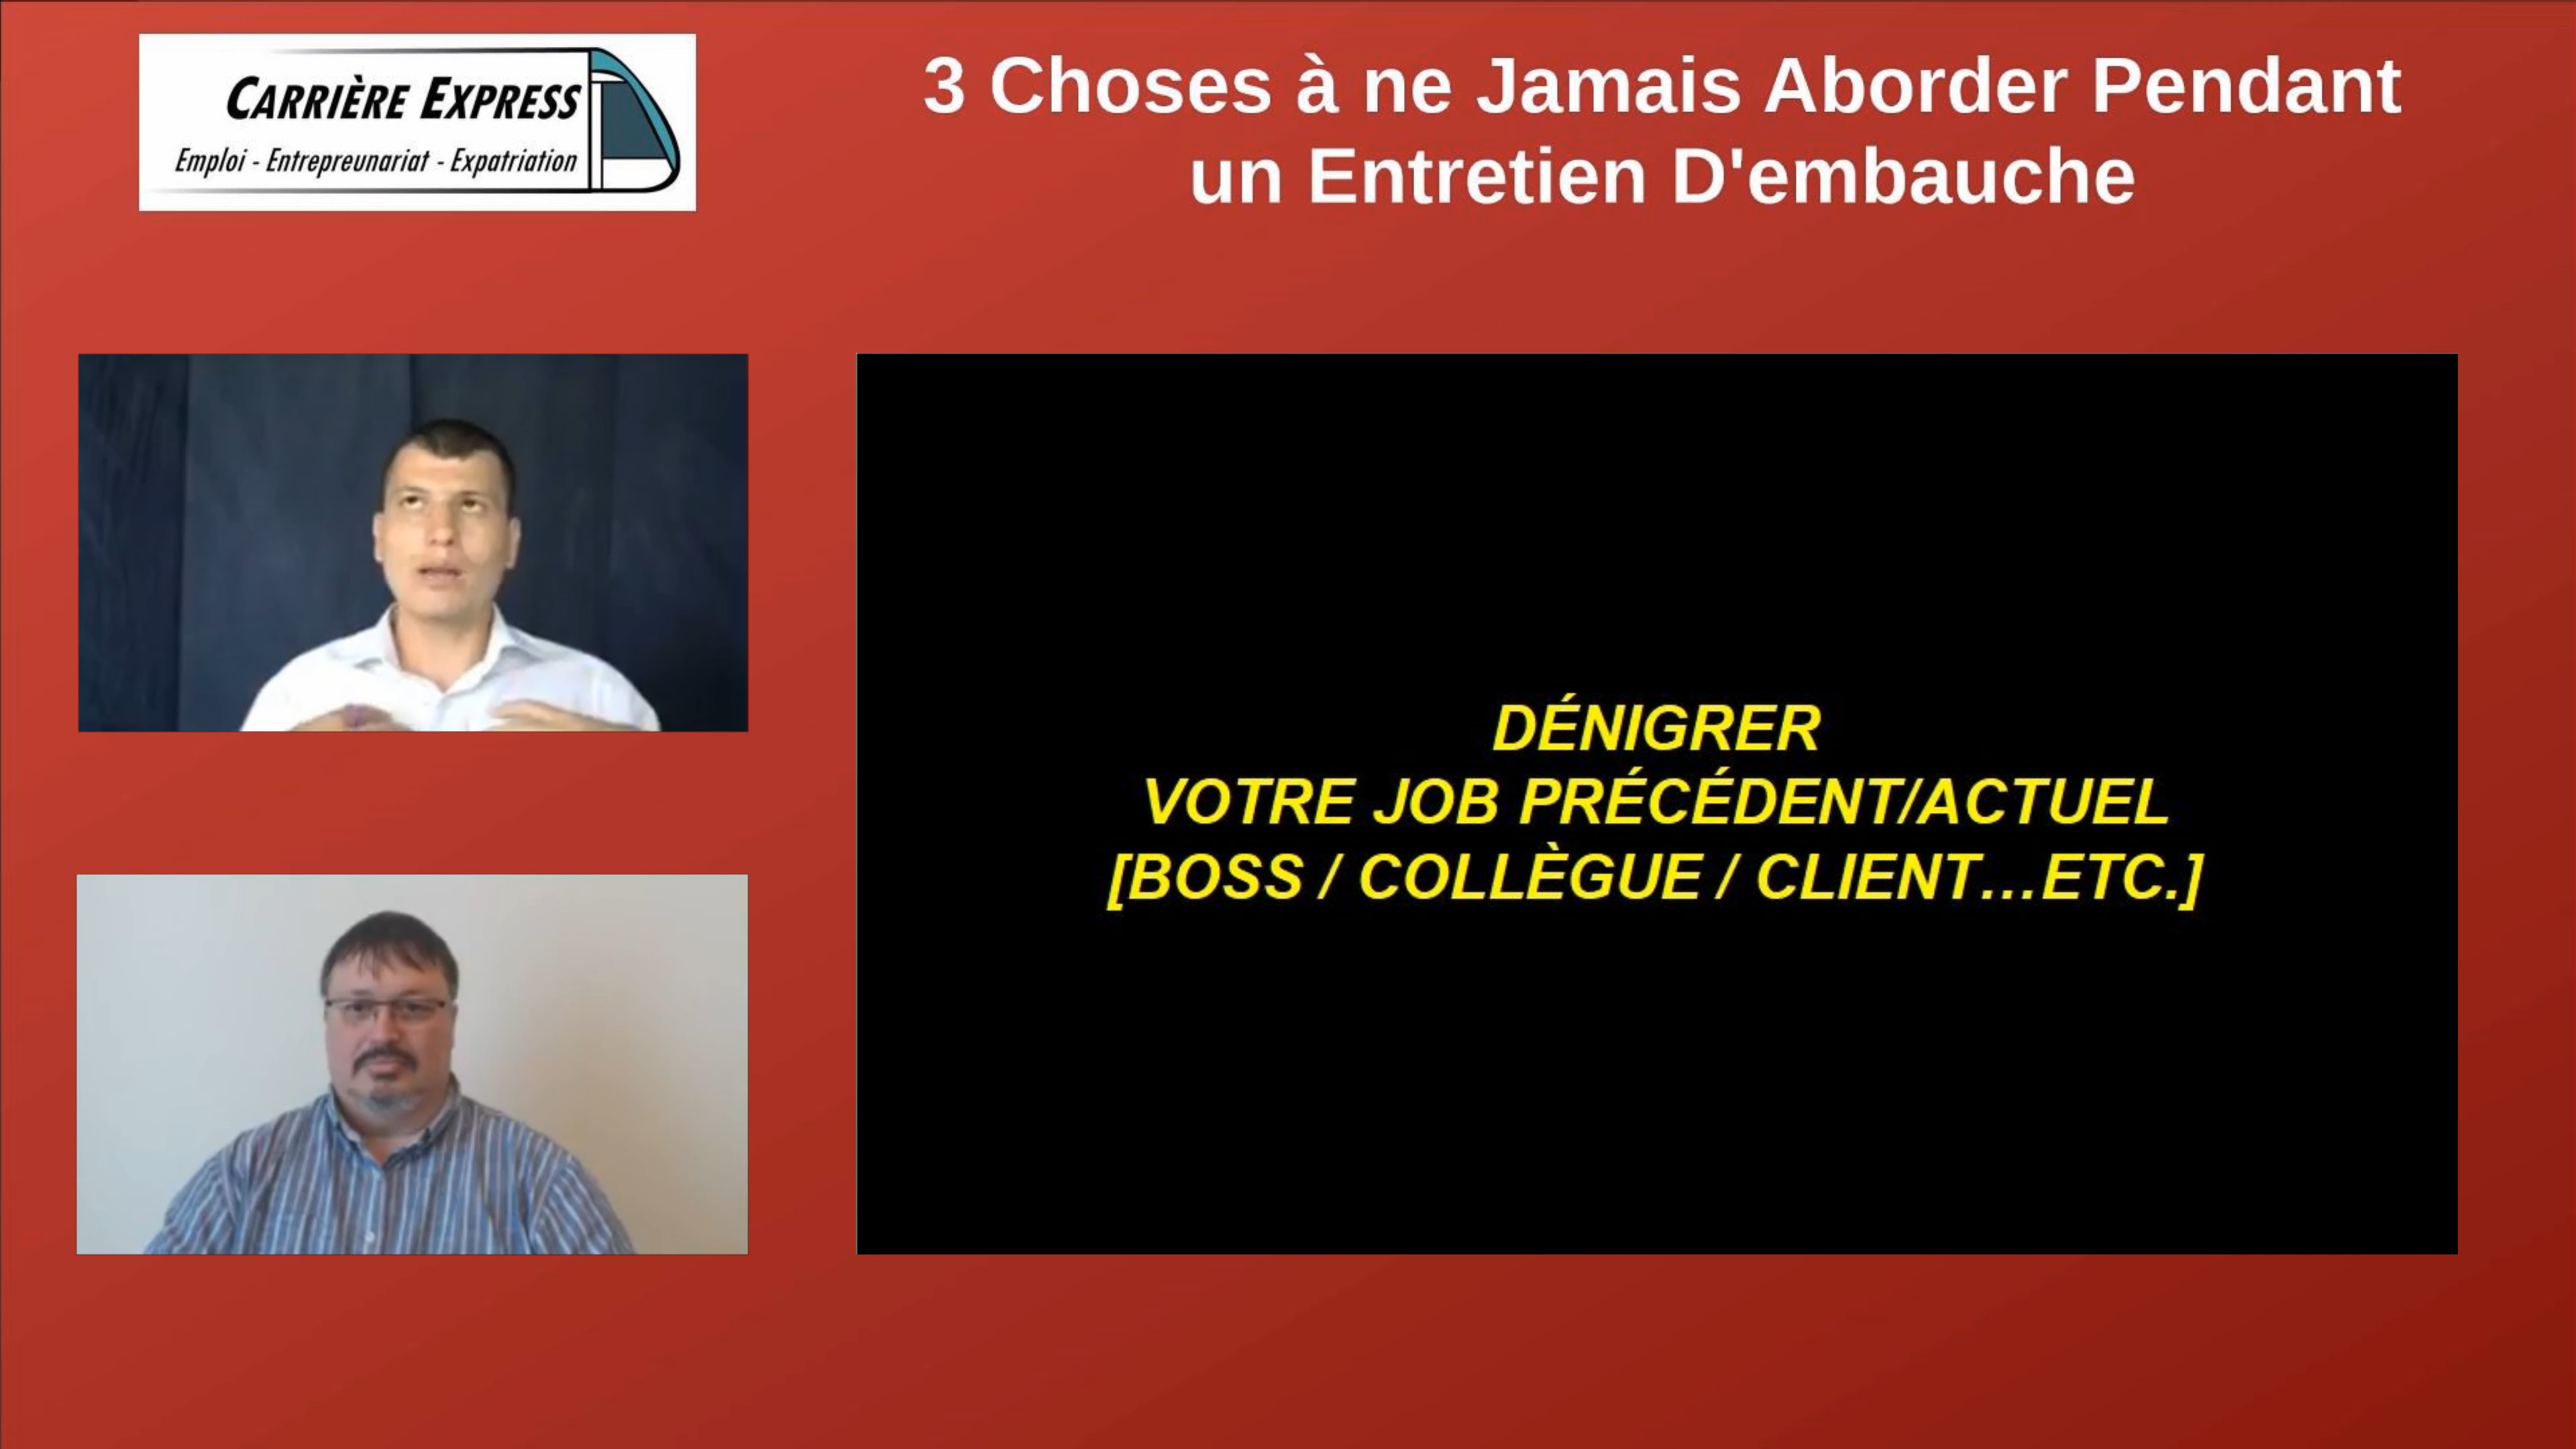 CARRIÈRE EXPRESS
Emploi - Entrepreunariat - Expatriation
3 Choses à ne Jamais Aborder Pendant
un Entretien D'embauche
DÉNIGRER
VOTRE JOB PRÉCÉDENT/ACTUEL
[BOSS / COLLÈGUE / CLIENT...ETC.]